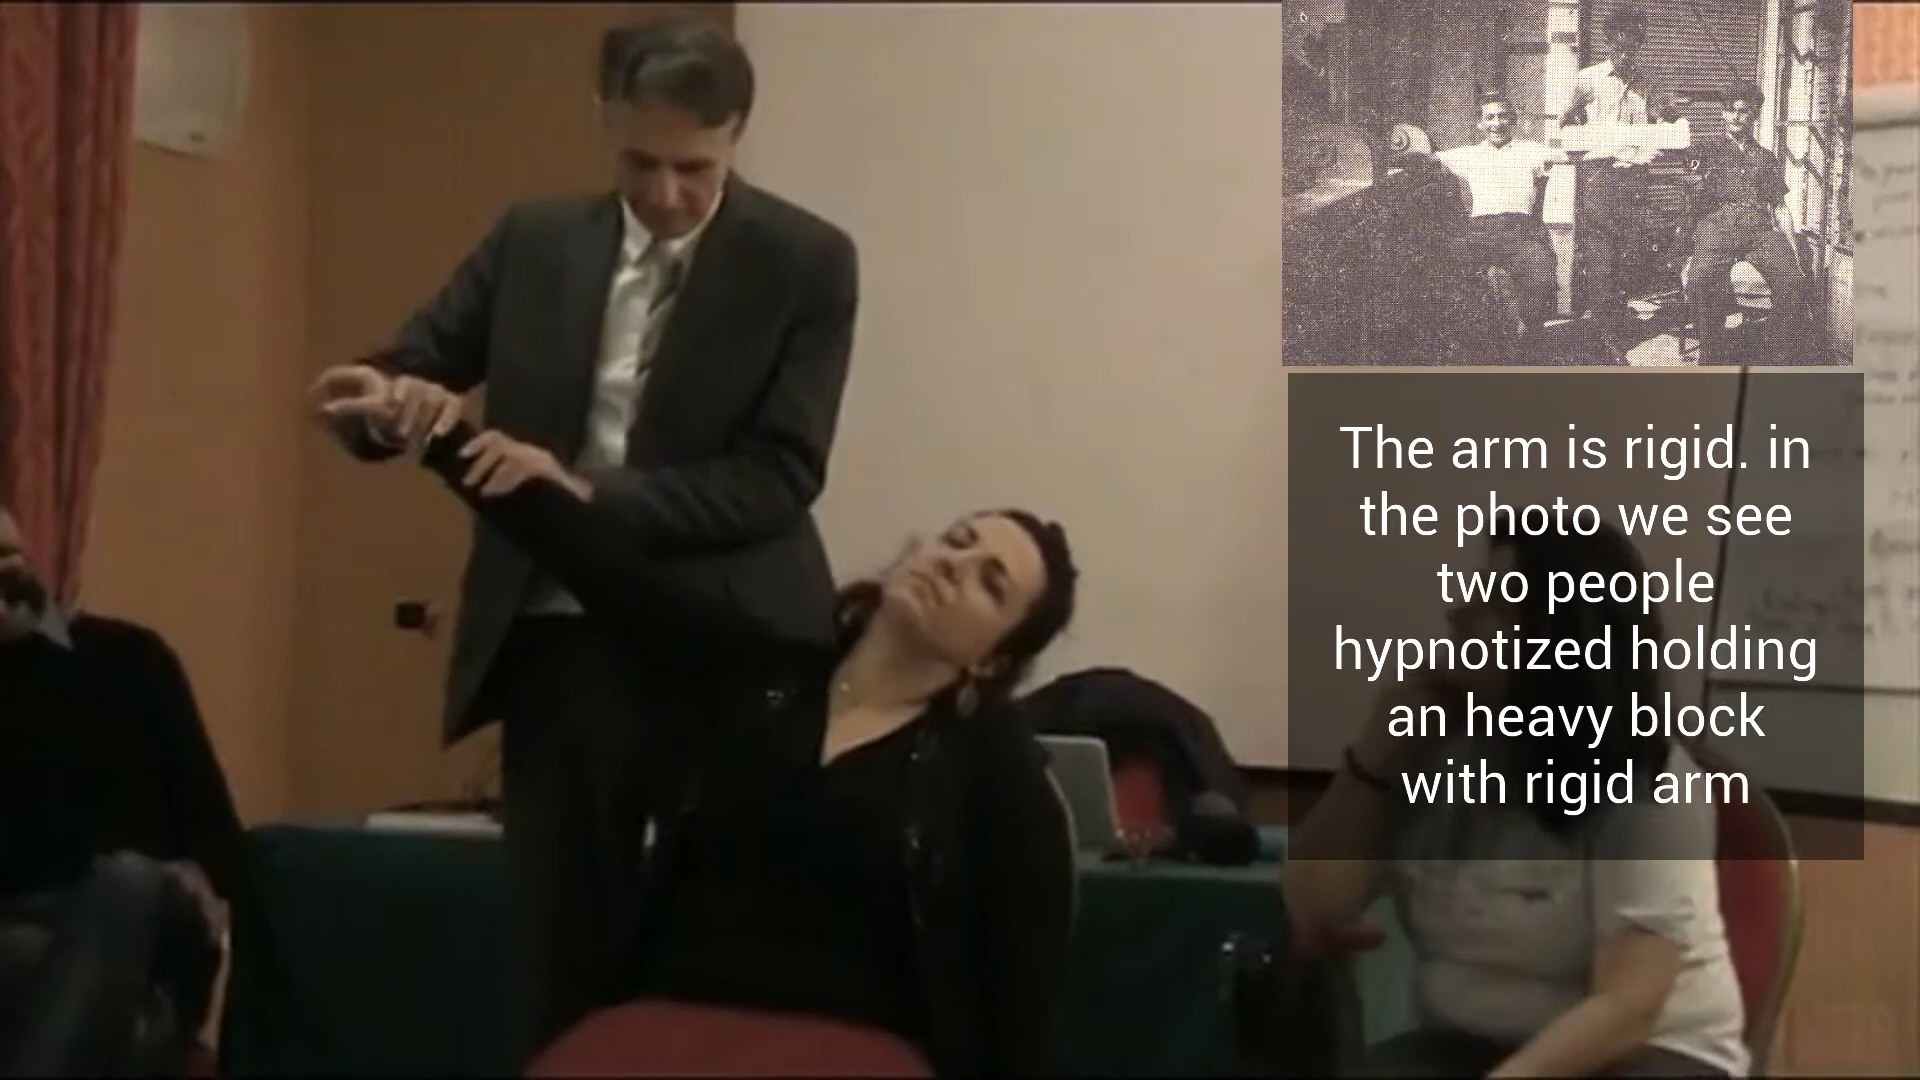 The arm is rigid. in
the photo we see
two people
hypnotized holding
an heavy block
with rigid arm